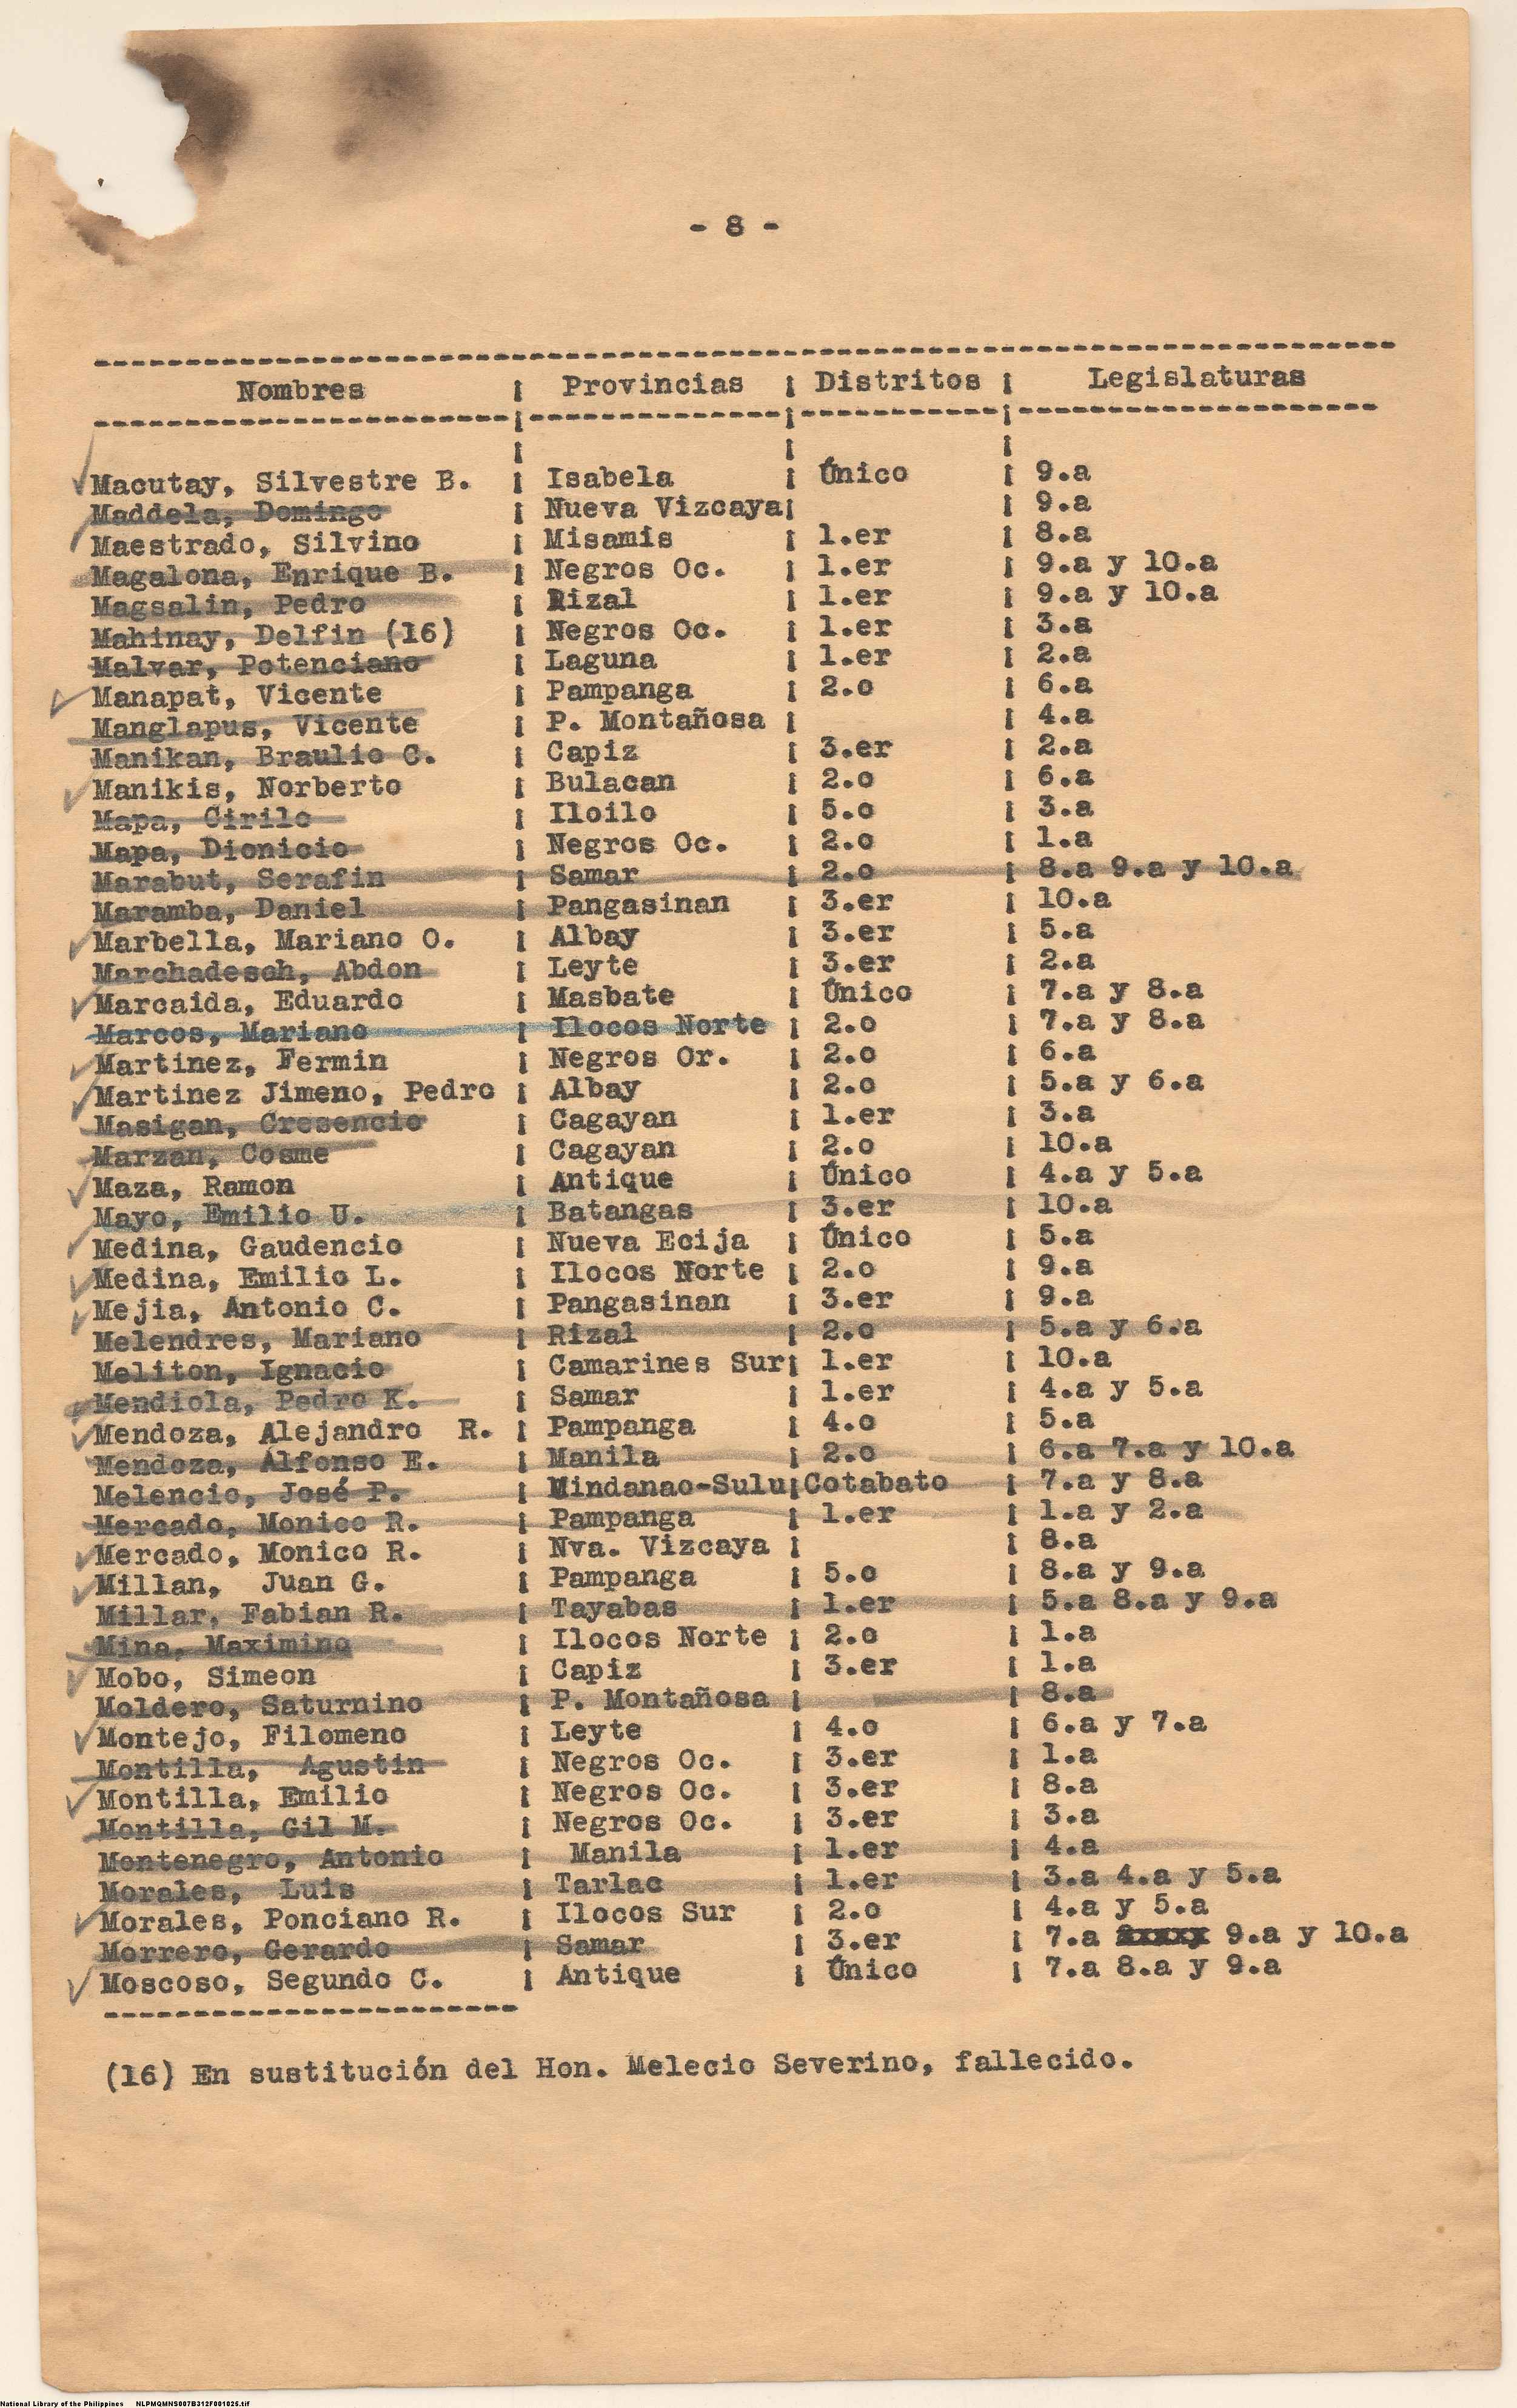 - 8 -
Nombres Provincias Distritos Legislaturas
Macutay, Silvestre B. Isabela Único 9.a
Maddela, Domingo Nueva Vizcaya 9.a
Maestrado, Silvino Misamis 1.er 8.a
Magalona, Enrique B. Negros Oc. 1.er 9.a y 10.a
Magsalin, Pedro Rizal 1.er 9.a y 10.a
Mahinay, Delfin (16) Negros Oc. 1.er 3.a
Malvar, Potenciano Laguna 1.er 2.a
Manapat, Vicente Pampanga 2.o 6.a
Manglapus, Vicente P. Montañosa 4.a
Manikan, Braulio C. Capiz 3.er 2.a
Manikis, Norberto Bulacan 2.o 6.a
Mapa, Cirilo Iloilo 5.o 3.a
Mapa, Dionicio Negros Oc. 2.o 1.a
Marabut, Serafin Samar 2.o 8.a 9.a y 10.a
Maramba, Daniel Pangasinan 3.er 10.a
Marbella, Mariano O. Albay 3.er 5.a
Marchadesch, Abdon Leyte 3.er 2.a
Marcaida, Eduardo Masbate Único 7.a y 8.a
Marcos, Mariano Ilocos Norte 2.o 7.a y 8.a
Martinez, Fermin Negros Or. 2.o 6.a
Martinez Jimeno, Pedro Albay 2.o 5.a y 6.a
Masigan, Cresencio Cagayan 1.er 3.a
Marzan, Cosme Cagayan 2.o 10.a
Maza, Ramon Antique Único 4.a y 5.a
Mayo, Emilio U. Batangas 3.er 10.a
Medina, Gaudencio Nueva Ecija Único 5.a
Medina, Emilio L. Ilocos Norte 2.o 9.a
Mejia, Antonio C. Pangasinan 3.er 9.a
Melendres, Mariano Rizal 2.o 5.a y 6.a
Meliton, Ignacio Camarines Sur 1.er 10.a
Mendiola, Pedro K. Samar 1.er 4.a y 5.a
Mendoza, Alejandro R. Pampanga 4.o 5.a
Mendoza, Alfonso E. Manila 2.o 6.a 7.a y 10.a
Melencio, José P. Mindanao-Sulu Cotabato 7.a y 8.a
Mercado, Monico R. Pampanga 1.er 1.a y 2.a
Mercado, Monico R. Nva. Vizcaya 8.a
Millan, Juan G. Pampanga 5.o 8.a y 9.a
Millar, Fabian R. Tayabas 1.er 5.a 8.a y 9.a
Mina, Maximino Ilocos Norte 2.o 1.a
Mobo, Simeon Capiz 3.er 1.a
Moldero, Saturnino P. Montañosa 8.a
Montejo, Filomeno Leyte 4.o 6.a y 7.a
Montilla, Agustin Negros Oc. 3.er 1.a
Montilla, Emilio Negros Oc. 3.er 8.a
Montilla, Gil M. Negros Oc. 3.er 3.a
Montenegro, Antonio Manila 1.er 4.a
Morales, Luis Tarlac 1.er 3.a 4.a y 5.a
Morales, Ponciano R. Ilocos Sur 2.o 4.a y 5.a
Morrero, Gerardo Samar 3.er 7.a 9.a y 10.a
Moscoso, Segundo C. Antique Único 7.a 8.a y 9.a
(16) En sustitución del Hon. Melecio Severino, fallecido.
National Library of the Philippines NLPMQMNS007B312F001025.tif